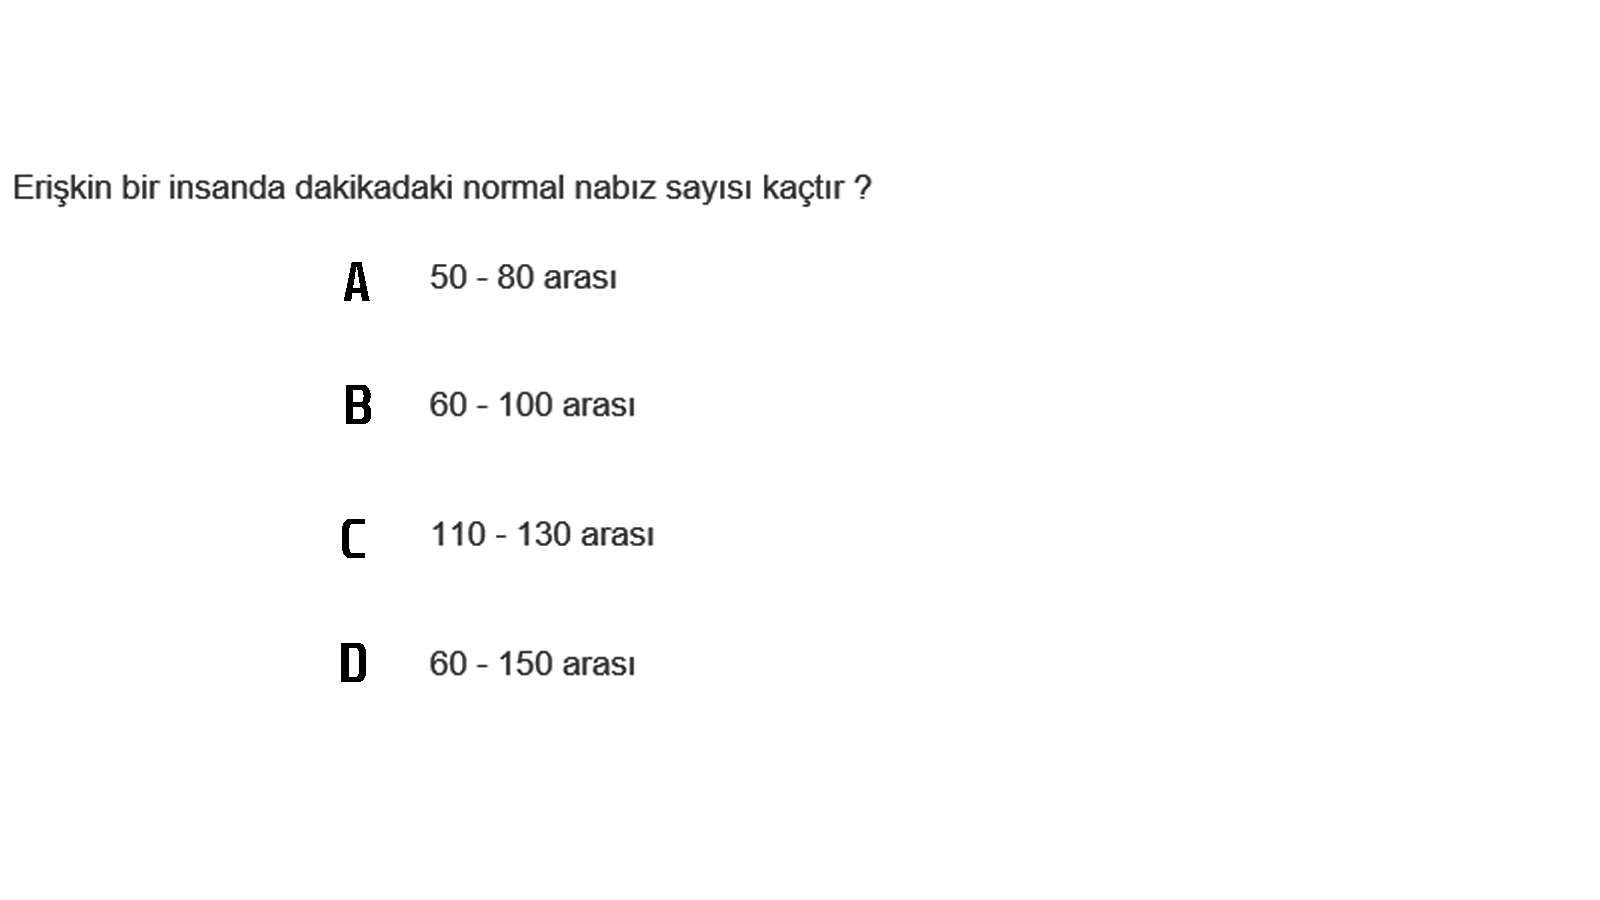 Erişkin bir insanda dakikadaki normal nabız sayısı kaçtır ?
A 50 - 80 arası
B 60 - 100 arası
C 110 - 130 arası
D 60 - 150 arası